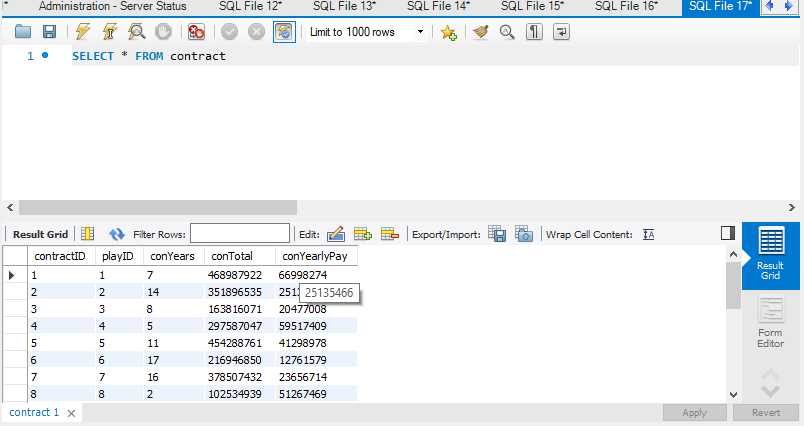 * Administration - Server Status SQL File 12* SQL File 13* SQL File 14* SQL File 15* SQL File 16* SQL File 17*
Limit to 1000 rows
1 SELECT * FROM contract
Result Grid Filter Rows: Edit: Export/Import: Wrap Cell Content:
contractID playID conYears conTotal conYearlyPay
1 1 7 468987922 66998274
2 2 14 351896535 25135466
3 3 8 163816071 20477008
4 4 5 297587047 59517409
5 5 11 454288761 41298978
6 6 17 216946850 12761579
7 7 16 378507432 23656714
8 8 2 102534939 51267469
Result
Grid
Form
Editor
contract 1 Apply Revert